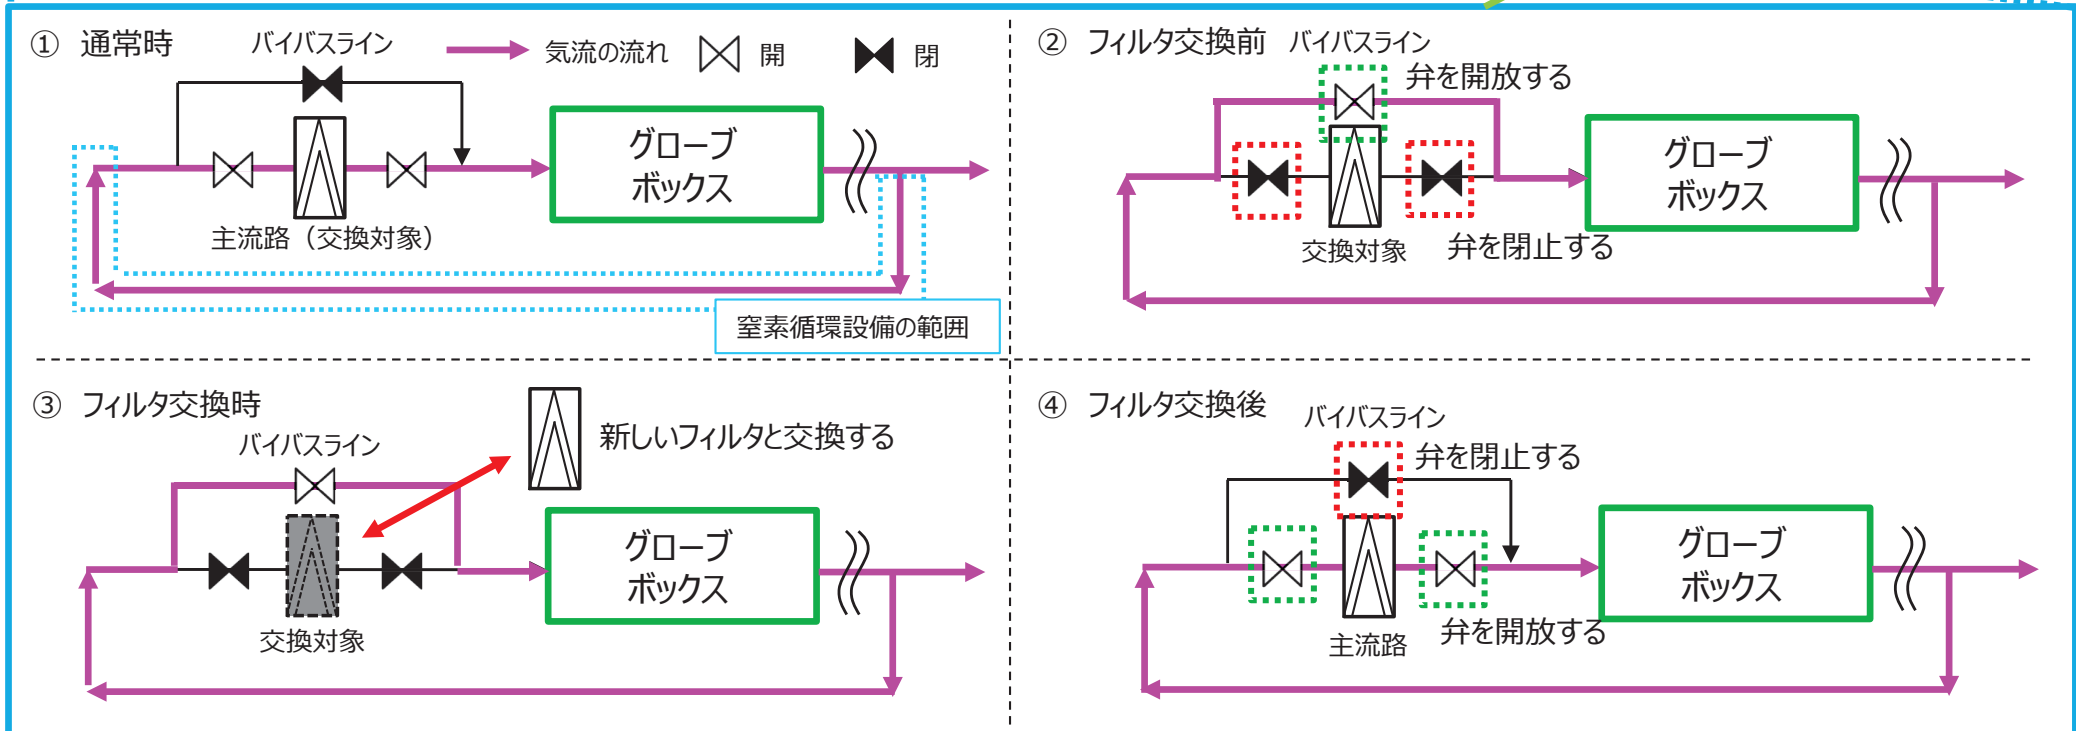 ① 通常時
バイパスライン
気流の流れ
開
閉
グローブ
ボックス
主流路（交換対象）
窒素循環設備の範囲
② フィルタ交換前
バイパスライン
弁を開放する
グローブ
ボックス
交換対象
弁を閉止する
③ フィルタ交換時
新しいフィルタと交換する
バイパスライン
グローブ
ボックス
交換対象
④ フィルタ交換後
バイパスライン
弁を閉止する
グローブ
ボックス
主流路
弁を開放する